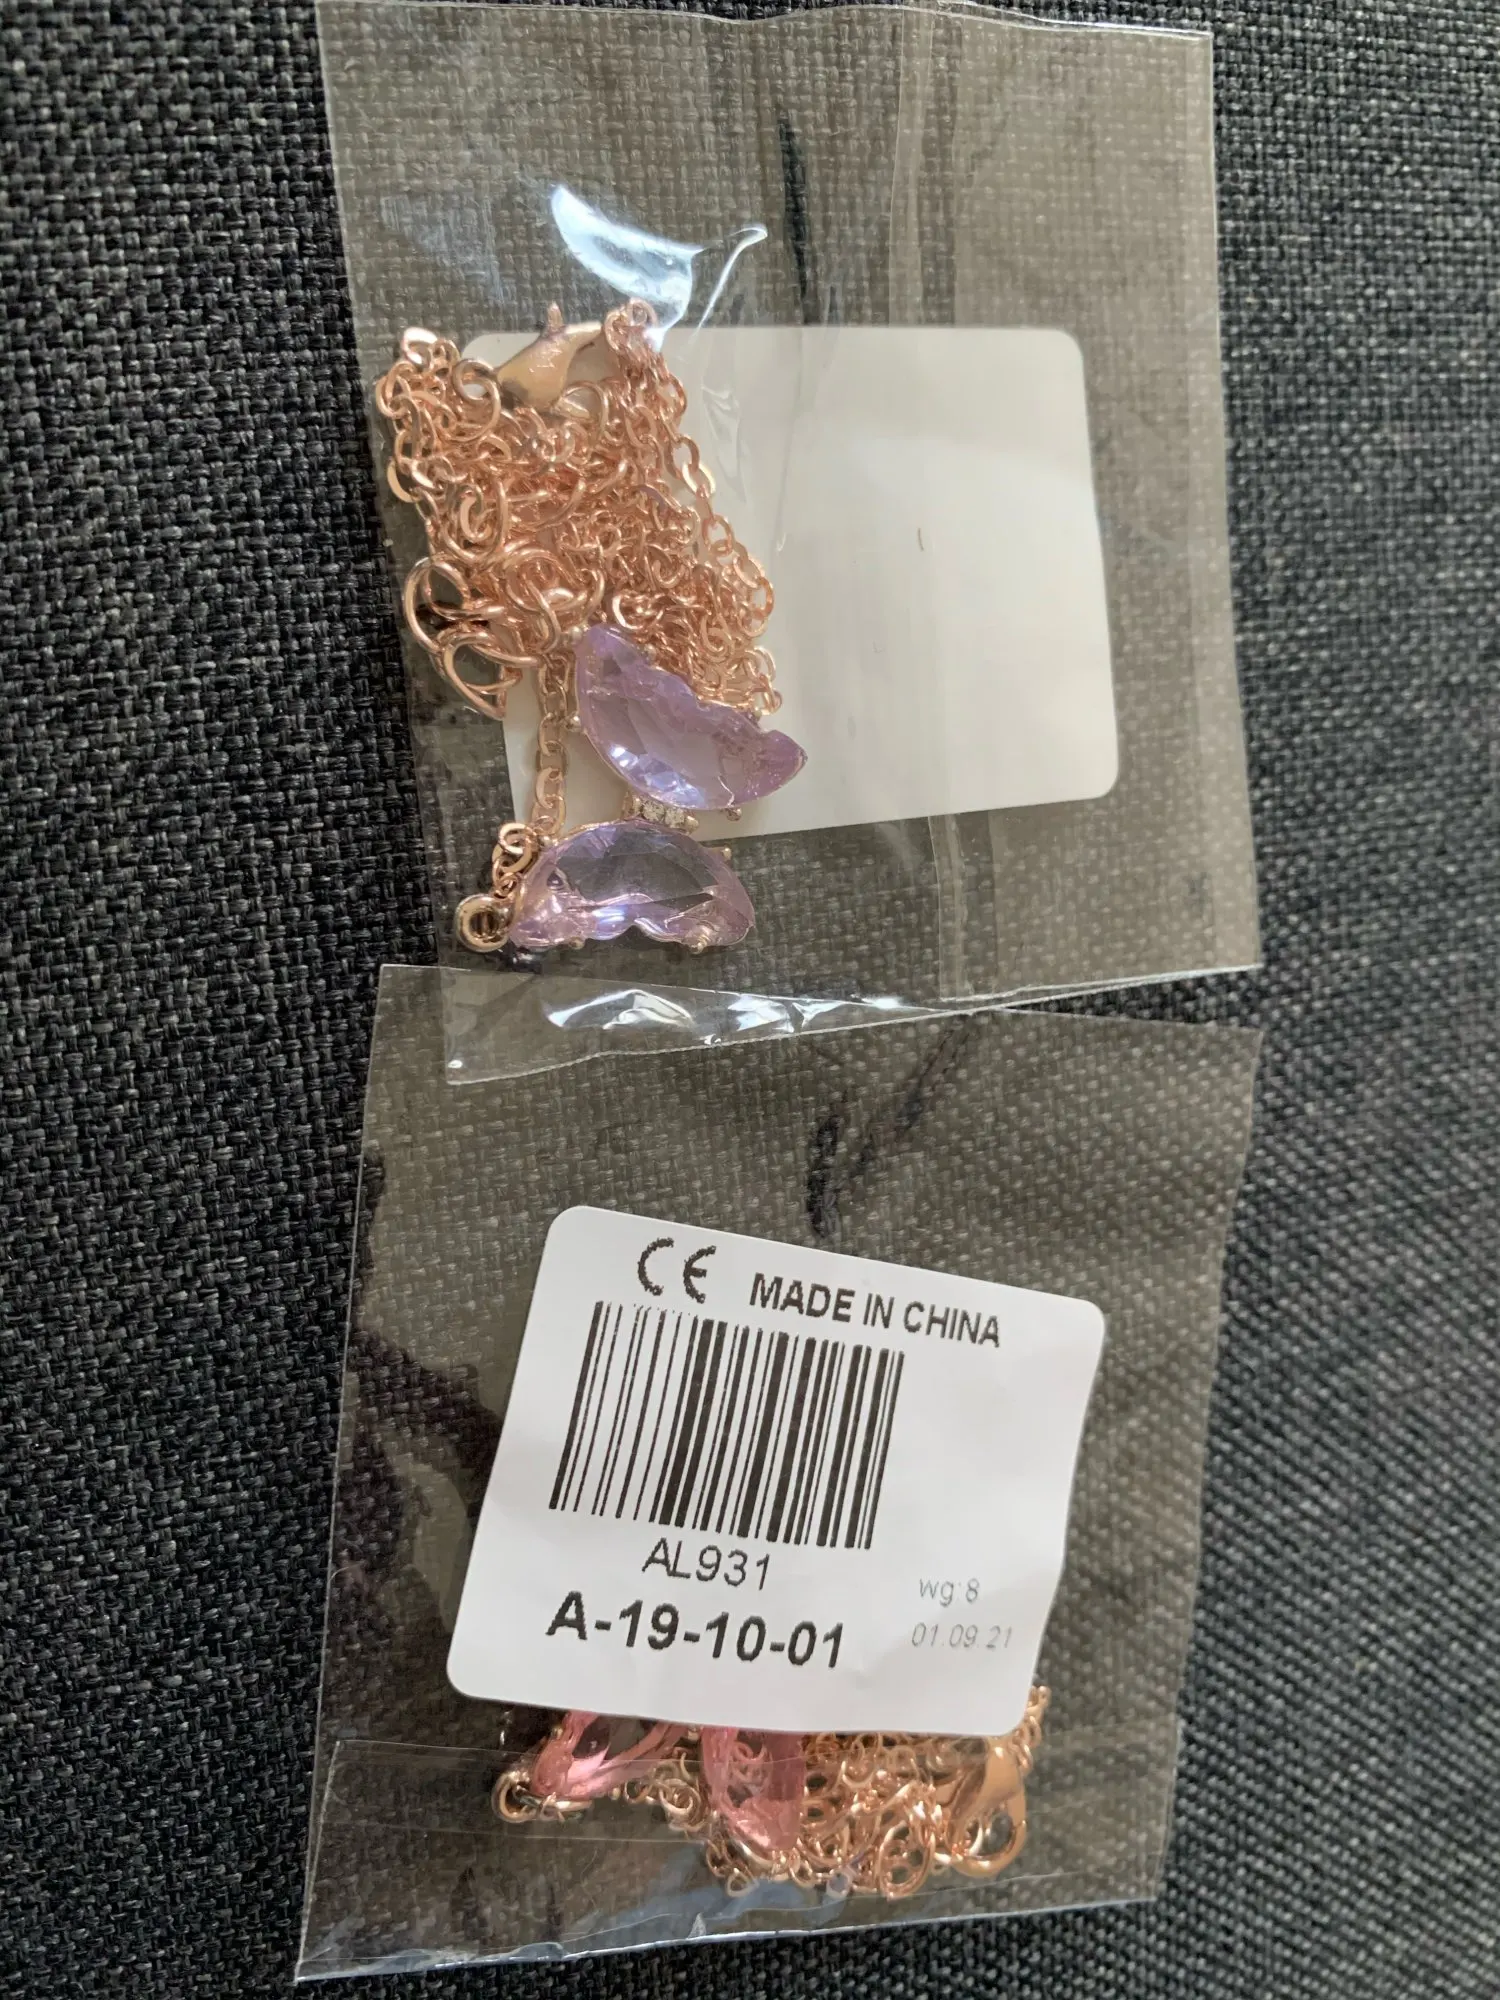 CE MADE IN CHINA
AL931
A-19-10-01
wg:8
01.09.21